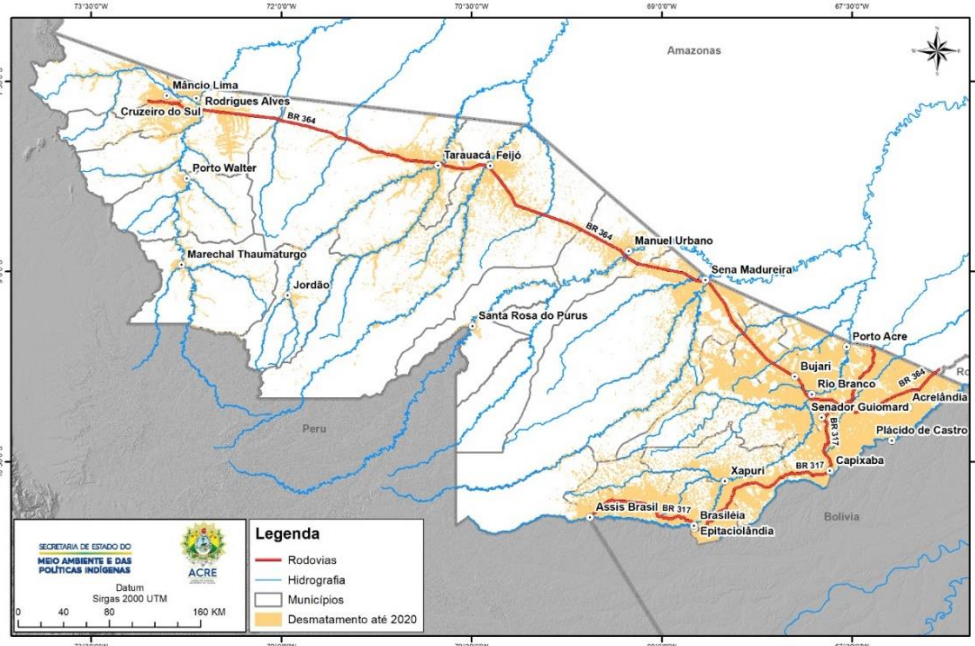 73°30'0"W 72°0'0"W 70°30'0"W 69°0'0"W 67°30'0"W
Amazonas
Mâncio Lima
Rodrigues Alves
Cruzeiro do Sul
BR 364
Tarauacá Feijó
Porto Walter
BR 364
Manuel Urbano
Marechal Thaumaturgo
Sena Madureira
Jordão
Santa Rosa do Purus
Porto Acre
Bujari
Rio Branco
BR 364
Acrelândia
Senador Guiomard
Peru
BR 317
Plácido de Castro
Capixaba
Xapuri
BR 317
Assis Brasil BR 317
Brasiléia
Bolivia
Epitaciolândia
SECRETARIA DE ESTADO DO
MEIO AMBIENTE E DAS
POLÍTICAS INDÍGENAS
ACRE
Datum
Sirgas 2000 UTM
0 40 80 160 KM
Legenda
Rodovias
Hidrografia
Municípios
Desmatamento até 2020